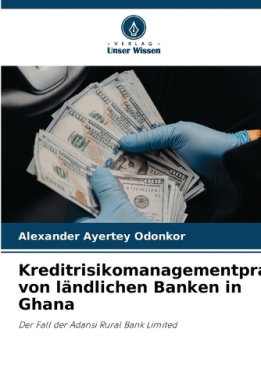 - VERLAG -
Unser Wissen
Alexander Ayertey Odonkor
Kreditrisikomanagementpra
von ländlichen Banken in
Ghana
Der Fall der Adansi Rural Bank Limited